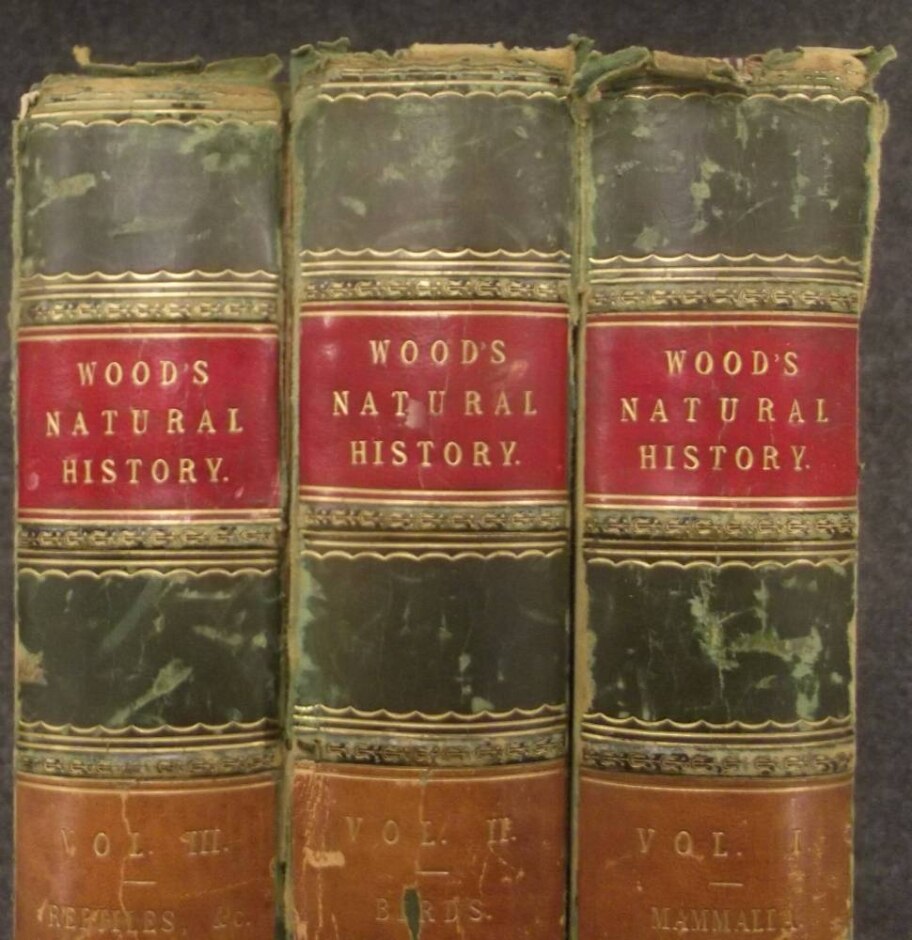 WOOD'S
NATURAL
HISTORY.
VOL. III.
REPTILES, &c.
WOOD'S
NATURAL
HISTORY.
VOL. II.
BIRDS.
WOOD'S
NATURAL
HISTORY.
VOL. I.
MAMMALIA.